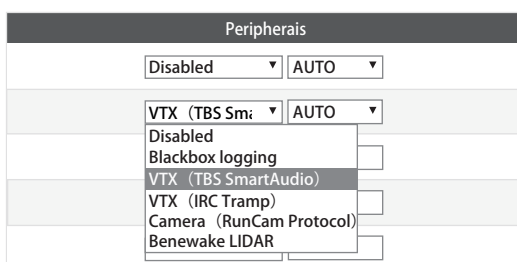 Peripherais
Disabled AUTO
VTX（TBS Sma AUTO
Disabled
Blackbox logging
VTX（TBS SmartAudio）
VTX（IRC Tramp）
Camera（RunCam Protocol）
Benewake LIDAR